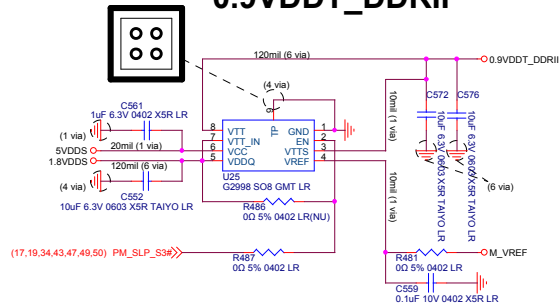 0.9VDDT_DDRII
120mil (6 via)
0.9VDDT_DDRII
(4 via)
C561
1uF 6.3V 0402 X5R LR
(1 via)
5VDDS
20mil (1 via)
1.8VDDS
120mil (6 via)
(4 via)
C552
10uF 6.3V 0603 X5R TAIYO LR
8
VTT
7
VTT_IN
6
VCC
5
VDDQ
9
TP
GND
1
EN
2
VTTS
3
VREF
4
U25
G2998 SO8 GMT LR
10mil (1 via)
C572
10uF 6.3V 0603 X5R TAIYO LR
C576
10uF 6.3V 0603 X5R TAIYO LR
(6 via)
10mil (1 via)
R486
0Ω 5% 0402 LR(NU)
(17,19,34,43,47,49,50) PM_SLP_S3#
R487
0Ω 5% 0402 LR
R481
0Ω 5% 0402 LR
M_VREF
C559
0.1uF 10V 0402 X5R LR